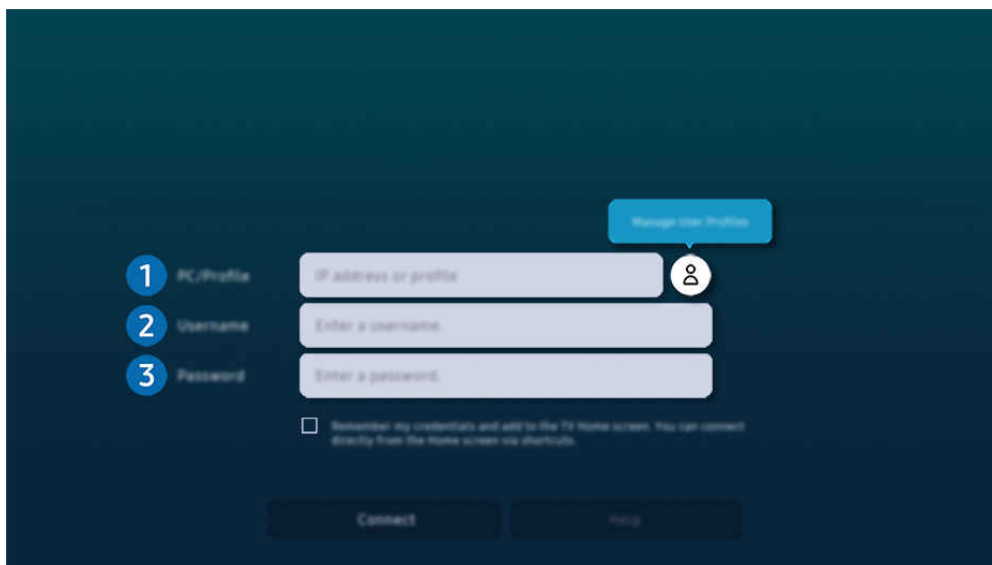 Manage User Profiles
1 PC/Profile IP address or profile
2 Username Enter a username.
3 Password Enter a password.
Remember my credentials and add to the TV Home screen. You can connect
directly from the Home screen via shortcuts.
Connect Help